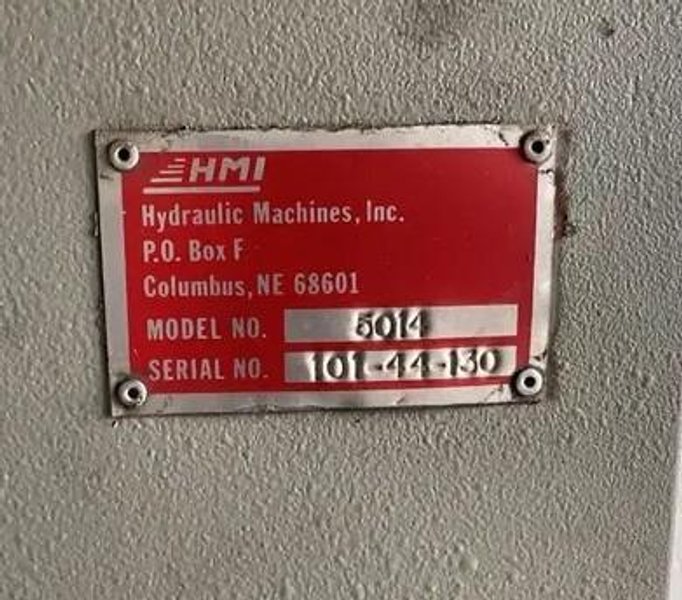 HMI
Hydraulic Machines, Inc.
P.O. Box F
Columbus, NE 68601
MODEL NO. 5014
SERIAL NO. 101-44-130